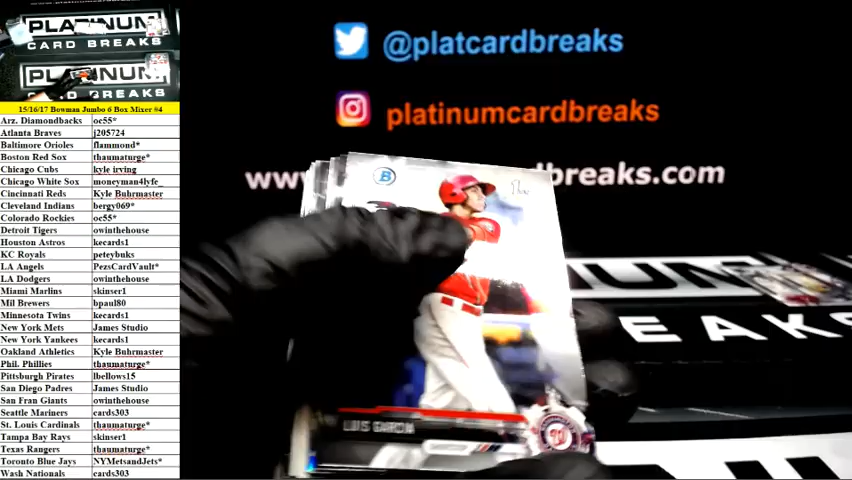 PLATINUM
CARD BREAKS
PLATINUM
CARD BREAKS
@platcardbreaks
platinumcardbreaks
15/16/17 Bowman Jumbo 6 Box Mixer #4
Arz. Diamondbacks oc55*
Atlanta Braves j205724
Baltimore Orioles flammond*
Boston Red Sox thaumaturge*
Chicago Cubs kyle irving
Chicago White Sox moneyman4lyfe_
Cincinnati Reds Kyle Buhrmaster
Cleveland Indians bergy069*
Colorado Rockies oc55*
Detroit Tigers owinthehouse
Houston Astros kecards1
KC Royals peteybuks
LA Angels PezsCardVault*
LA Dodgers owinthehouse
Miami Marlins skinser1
Mil Brewers bpaul80
Minnesota Twins kecards1
New York Mets James Studio
New York Yankees kecards1
Oakland Athletics Kyle Buhrmaster
Phil. Phillies thaumaturge*
Pittsburgh Pirates lbellows15
San Diego Padres James Studio
San Fran Giants owinthehouse
Seattle Mariners cards303
St. Louis Cardinals thaumaturge*
Tampa Bay Rays skinser1
Texas Rangers thaumaturge*
Toronto Blue Jays NYMetsandJets*
Wash Nationals cards303
www. dbreaks.com
B
LUIS GARCIA
W
INUM
EAKS